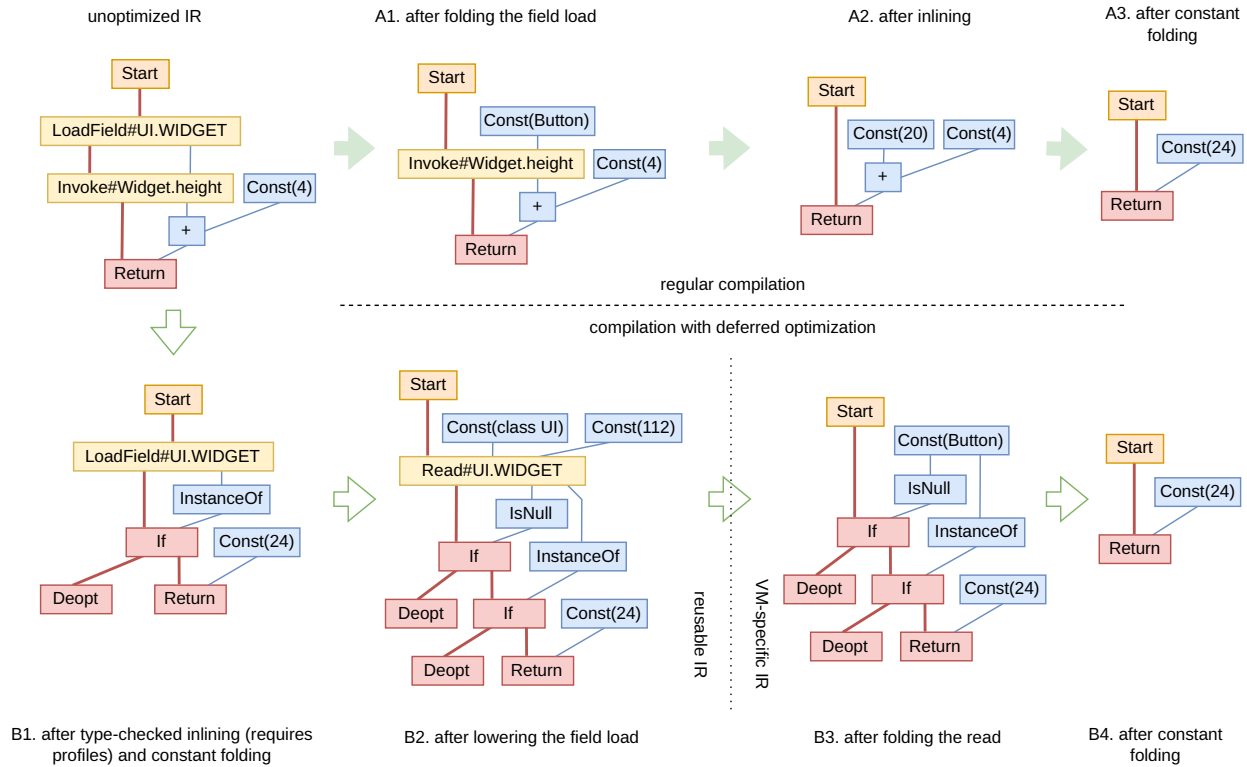 unoptimized IR
Start
LoadField#UI.WIDGET
Invoke#Widget.height
Const(4)
+
Return
A1. after folding the field load
Start
Const(Button)
Invoke#Widget.height
Const(4)
+
Return
A2. after inlining
Start
Const(20)
Const(4)
+
Return
A3. after constant
folding
Start
Const(24)
Return
regular compilation
compilation with deferred optimization
Start
LoadField#UI.WIDGET
InstanceOf
If
Const(24)
Deopt
Return
B1. after type-checked inlining (requires
profiles) and constant folding
Start
Const(class UI)
Const(112)
Read#UI.WIDGET
IsNull
If
InstanceOf
Deopt
If
Const(24)
Deopt
Return
B2. after lowering the field load
reusable IR
VM-specific IR
Start
Const(Button)
IsNull
If
InstanceOf
Deopt
If
Const(24)
Deopt
Return
B3. after folding the read
Start
Const(24)
Return
B4. after constant
folding